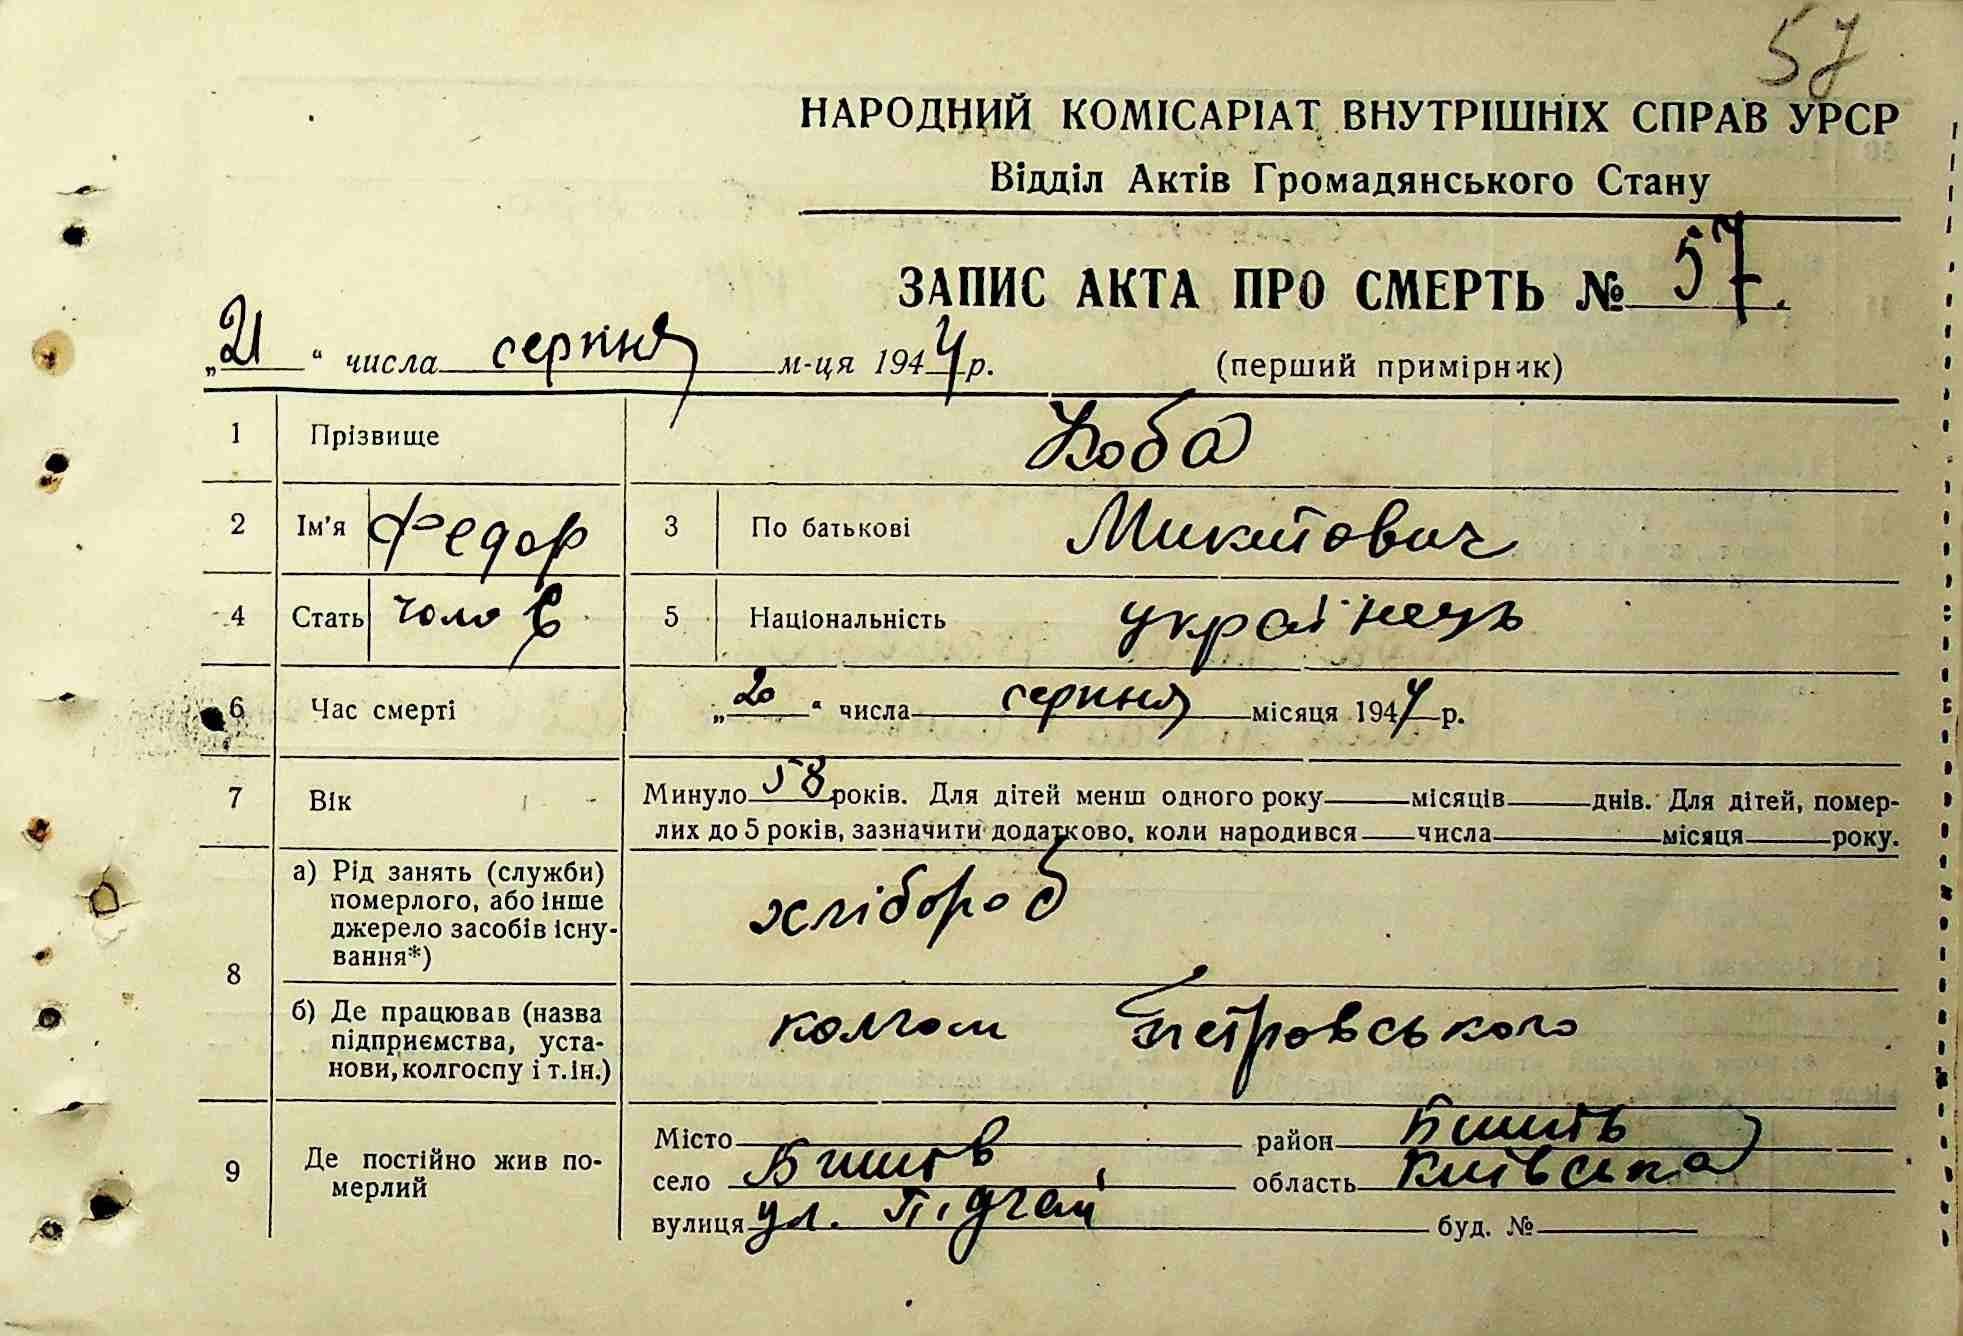 57
НАРОДНИЙ КОМІСАРІАТ ВНУТРІШНІХ СПРАВ УРСР
Відділ Актів Громадянського Стану
ЗАПИС АКТА ПРО СМЕРТЬ № 57.
„21“ числа серпня м-ця 1944 р. (перший примірник)
1 Прізвище Коба
2 Ім'я Федор 3 По батькові Микитович
4 Стать чолов 5 Національність українець
6 Час смерті „20“ числа серпня місяця 1944 р.
7 Вік Минуло 58 років. Для дітей менш одного року — місяців — днів. Для дітей, помер-
лих до 5 років, зазначити додатково, коли народився — числа — місяця — року.
8 а) Рід занять (служби) померлого, або інше джерело засобів існу-вання*) хлібороб
б) Де працював (назва підприємства, уста-нови, колгоспу і т.ін.) Петровського
9 Де постійно жив по-мерлий
Місто район
село область Київська
вулиця ул. буд. №